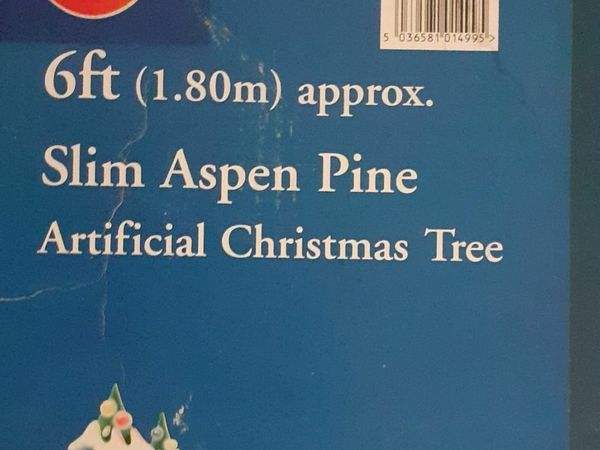 5 036581 014995 >
6ft (1.80m) approx.
Slim Aspen Pine
Artificial Christmas Tree